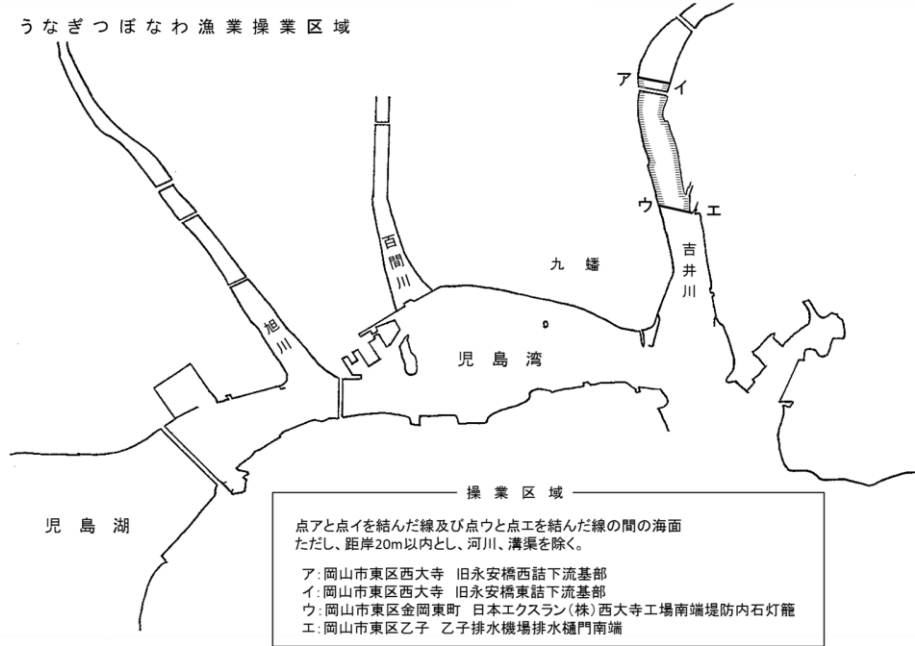 うなぎつぼなわ漁業操業区域
ア
イ
ウ
エ
吉井川
百間川
九蟠
旭川
児島湾
児島湖
操業区域
点アと点イを結んだ線及び点ウと点エを結んだ線の間の海面
ただし、距岸20m以内とし、河川、溝渠を除く。
ア:岡山市東区西大寺 旧永安橋西詰下流基部
イ:岡山市東区西大寺 旧永安橋東詰下流基部
ウ:岡山市東区金岡東町 日本エクスラン(株)西大寺工場南端堤防内石灯籠
エ:岡山市東区乙子 乙子排水機場排水樋門南端